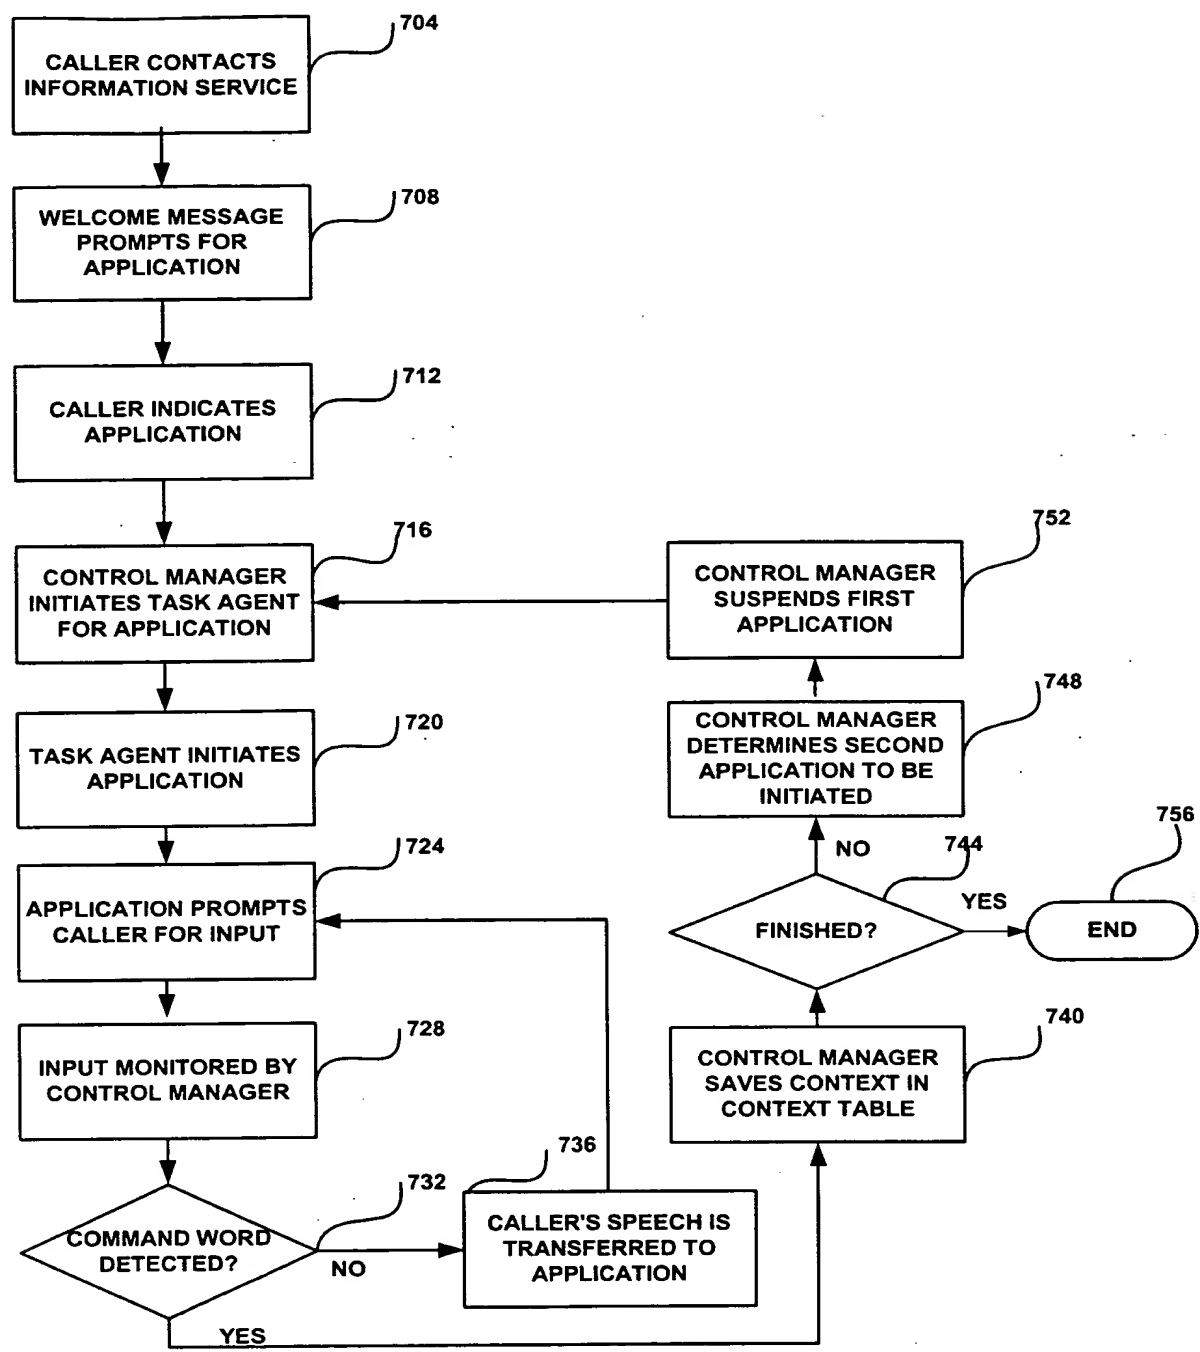 704
CALLER CONTACTS
INFORMATION SERVICE
708
WELCOME MESSAGE
PROMPTS FOR
APPLICATION
712
CALLER INDICATES
APPLICATION
716
CONTROL MANAGER
INITIATES TASK AGENT
FOR APPLICATION
720
TASK AGENT INITIATES
APPLICATION
724
APPLICATION PROMPTS
CALLER FOR INPUT
728
INPUT MONITORED BY
CONTROL MANAGER
732
COMMAND WORD
DETECTED?
NO
YES
736
CALLER'S SPEECH IS
TRANSFERRED TO
APPLICATION
740
CONTROL MANAGER
SAVES CONTEXT IN
CONTEXT TABLE
744
FINISHED?
YES
NO
756
END
748
CONTROL MANAGER
DETERMINES SECOND
APPLICATION TO BE
INITIATED
752
CONTROL MANAGER
SUSPENDS FIRST
APPLICATION